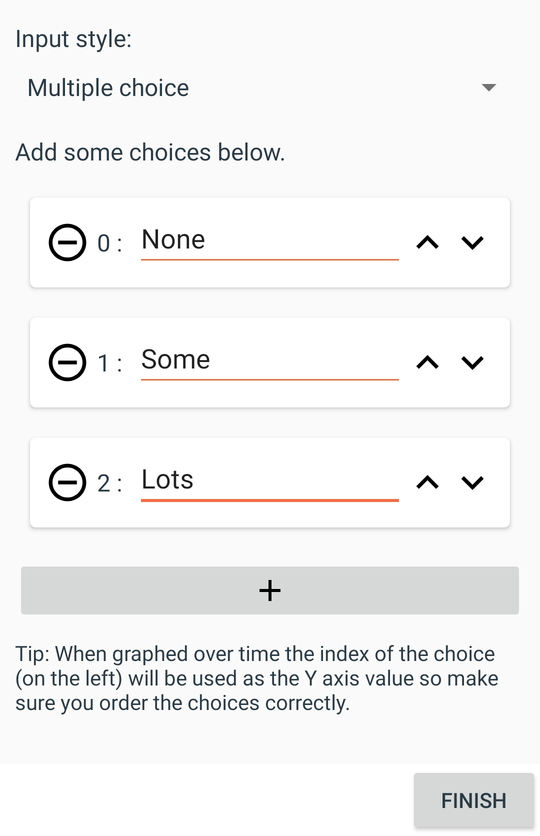 Input style:
Multiple choice
Add some choices below.
0 : None
1 : Some
2 : Lots
+
Tip: When graphed over time the index of the choice
(on the left) will be used as the Y axis value so make
sure you order the choices correctly.
FINISH